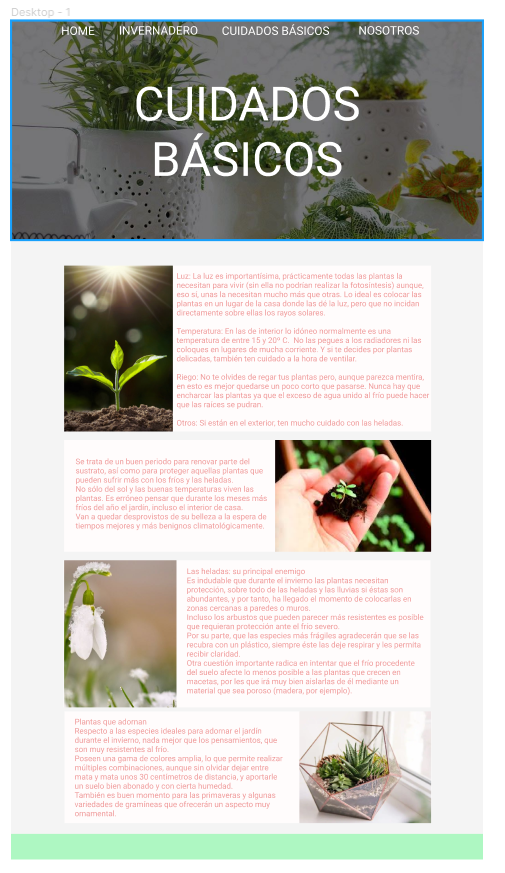 Desktop - 1
HOME INVERNADERO CUIDADOS BÁSICOS NOSOTROS
CUIDADOS
BÁSICOS
Luz: La luz es importantísima, prácticamente todas las plantas la
necesitan para vivir (sin ella no podrían realizar la fotosíntesis) aunque,
eso sí, unas la necesitan mucho más que otras. Lo ideal es colocar las
plantas en un lugar de la casa donde les dé la luz, pero que no incidan
directamente sobre ellas los rayos solares.
Temperatura: En las de interior lo idóneo normalmente es una
temperatura de entre 15 y 20º C. No las pegues a los radiadores ni las
coloques en lugares de mucha corriente. Y si te decides por plantas
delicadas, también ten cuidado a la hora de ventilar.
Riego: No te olvides de regar tus plantas pero, aunque parezca mentira,
en esto es mejor quedarse un poco corto que pasarse. Nunca hay que
encharcar las plantas ya que el exceso de agua unido al frío puede hacer
que las raíces se pudran.
Otros: Si están en el exterior, ten mucho cuidado con las heladas.
Se trata de un buen periodo para renovar parte del
sustrato, así como para proteger aquellas plantas que
pueden sufrir más con los fríos y las heladas.
No sólo del sol y las buenas temperaturas viven las
plantas. Es erróneo pensar que durante los meses más
fríos del año el jardín, incluso el interior de casa.
Van a quedar desprovistos de su belleza a la espera de
tiempos mejores y más benignos climatológicamente.
Las heladas: su principal enemigo
Es indudable que durante el invierno las plantas necesitan
protección, sobre todo de las heladas y las lluvias si éstas son
abundantes, y por tanto, ha llegado el momento de colocarlas en
zonas cercanas a paredes o muros.
Incluso los arbustos que pueden parecer más resistentes es posible
que requieran protección ante el frío severo.
Por su parte, que las especies más frágiles agradecerán que se las
recubra con un plástico, siempre éste las deje respirar y les permita
recibir claridad.
Otra cuestión importante radica en intentar que el frío procedente
del suelo afecte lo menos posible a las plantas que crecen en
macetas, por les que irá muy bien aislarlas de él mediante un
material que sea poroso (madera, por ejemplo).
Plantas que adornan
Respecto a las especies ideales para adornar el jardín
durante el invierno, nada mejor que los pensamientos, que
son muy resistentes al frío.
Poseen una gama de colores amplia, lo que permite realizar
múltiples combinaciones, aunque sin olvidar dejar entre
mata y mata unos 30 centímetros de distancia, y aportarle
un suelo bien abonado y con cierta humedad.
También es buen momento para las primaveras y algunas
variedades de gramíneas que ofrecerán un aspecto muy
ornamental.